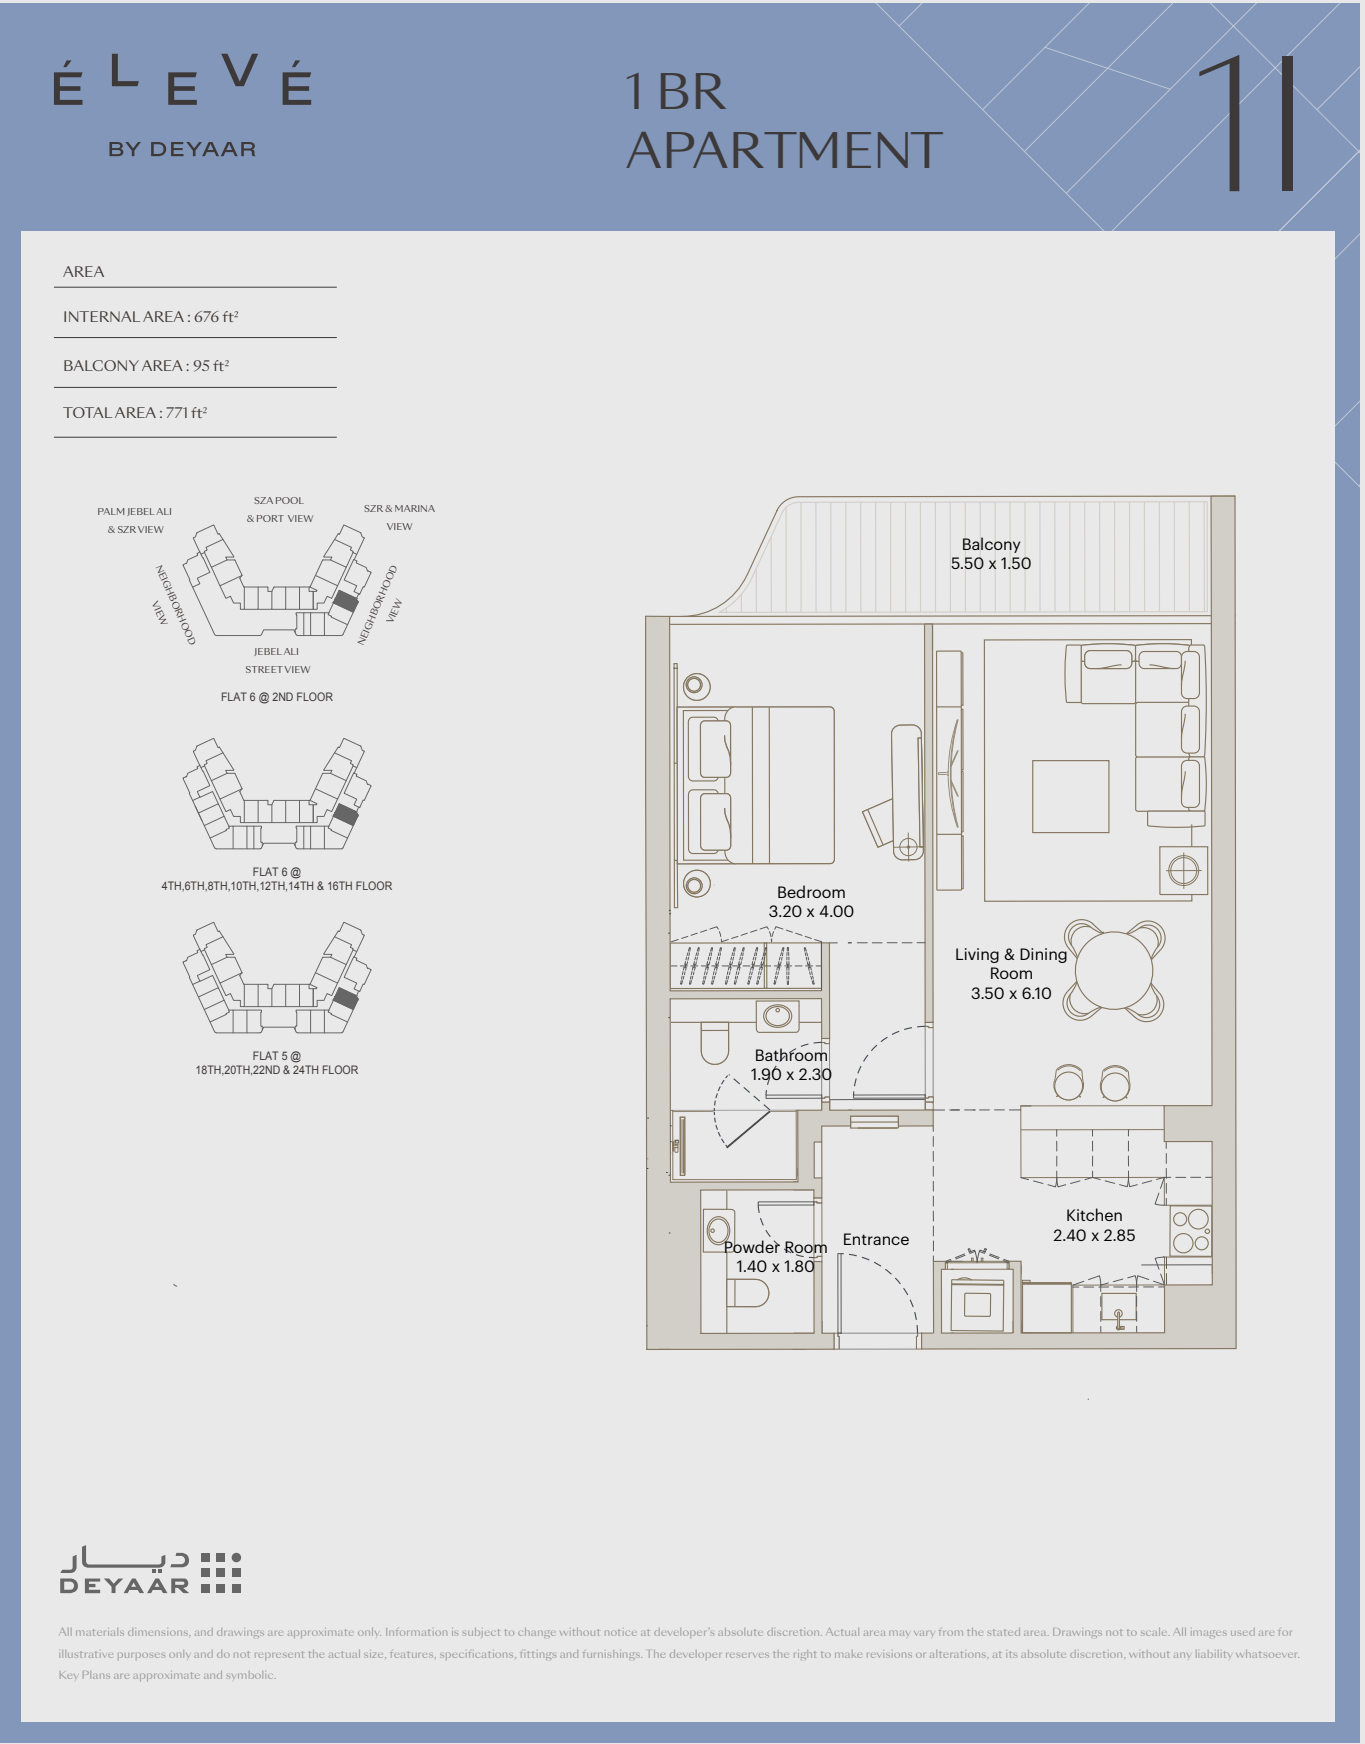 ÉLEVÉ
BY DEYAAR
1 BR
APARTMENT
1I
AREA
INTERNAL AREA : 676 ft²
BALCONY AREA : 95 ft²
TOTAL AREA : 771 ft²
PALM JEBEL ALI
& SZR VIEW
SZA POOL
& PORT VIEW
SZR & MARINA
VIEW
NEIGHBORHOOD
VIEW
NEIGHBORHOOD
VIEW
JEBEL ALI
STREET VIEW
FLAT 6 @ 2ND FLOOR
FLAT 6 @
4TH,6TH,8TH,10TH,12TH,14TH & 16TH FLOOR
FLAT 5 @
18TH,20TH,22ND & 24TH FLOOR
Balcony
5.50 x 1.50
Bedroom
3.20 x 4.00
Living & Dining
Room
3.50 x 6.10
Bathroom
1.90 x 2.30
Kitchen
2.40 x 2.85
Entrance
Powder Room
1.40 x 1.80
ديار
DEYAAR
All materials dimensions, and drawings are approximate only. Information is subject to change without notice at developer's absolute discretion. Actual area may vary from the stated area. Drawings not to scale. All images used are for
illustrative purposes only and do not represent the actual size, features, specifications, fittings and furnishings. The developer reserves the right to make revisions or alterations, at its absolute discretion, without any liability whatsoever.
Key Plans are approximate and symbolic.